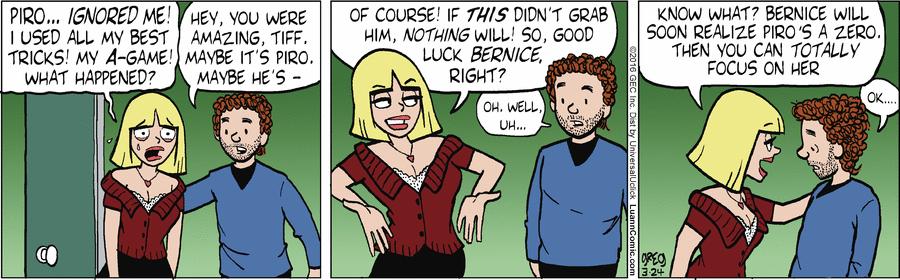 PIRO... IGNORED ME!
I USED ALL MY BEST
TRICKS! MY A-GAME!
WHAT HAPPENED?
HEY, YOU WERE
AMAZING, TIFF.
MAYBE IT'S PIRO.
MAYBE HE'S -
OF COURSE! IF THIS DIDN'T GRAB
HIM, NOTHING WILL! SO, GOOD
LUCK BERNICE,
RIGHT?
OH. WELL,
UH...
©2016 GEC Inc. Dist by UniversalUclick LuannComic.com
KNOW WHAT? BERNICE WILL
SOON REALIZE PIRO'S A ZERO.
THEN YOU CAN TOTALLY
FOCUS ON HER
OK....
GREG
3-24